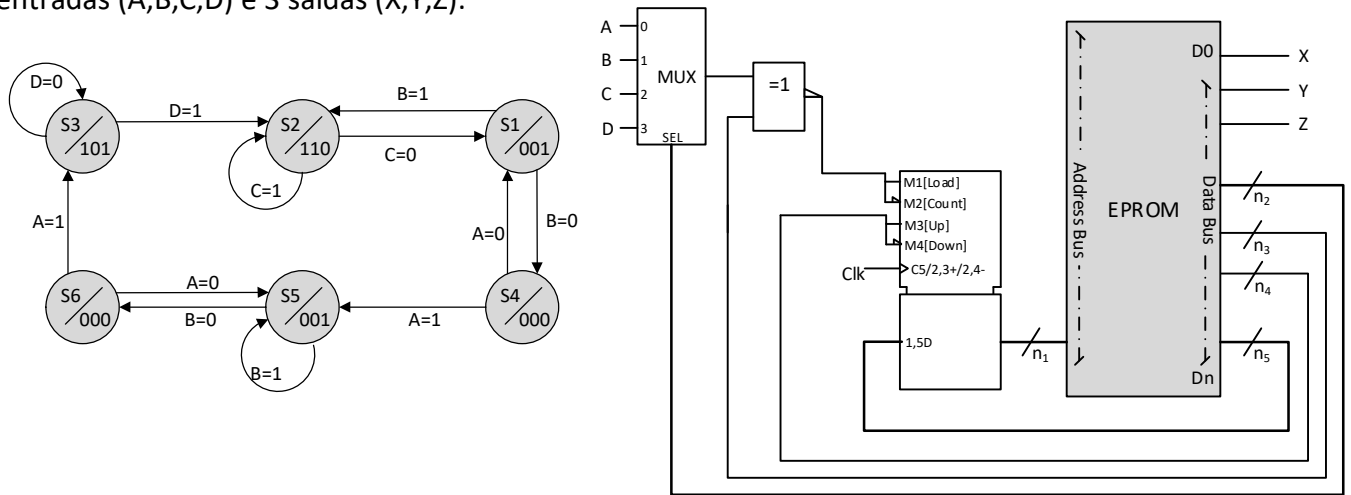 entradas (A,B,C,D) e 3 saídas (X,Y,Z).
D=0
S3
101
D=1
S2
110
C=1
B=1
C=0
S1
001
A=1
A=0
B=0
S6
000
A=0
B=0
S5
001
B=1
A=1
S4
000
A
0
B
1
C
2
D
3
MUX
SEL
=1
M1[Load]
M2[Count]
M3[Up]
M4[Down]
Clk
C5/2,3+/2,4-
1,5D
n1
Address Bus
EPROM
Data Bus
D0
Dn
X
Y
Z
n2
n3
n4
n5